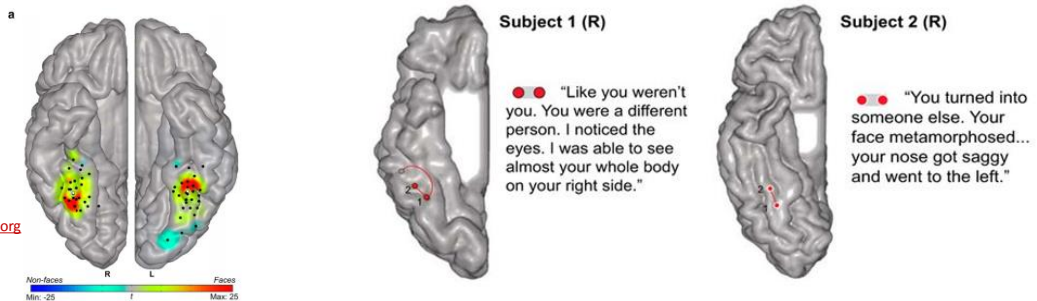 a
org
R L
Non-faces Faces
Min: -25 t Max: 25
Subject 1 (R)
“Like you weren’t
you. You were a different
person. I noticed the
eyes. I was able to see
almost your whole body
on your right side.”
2
1
Subject 2 (R)
“You turned into
someone else. Your
face metamorphosed...
your nose got saggy
and went to the left.”
2
1